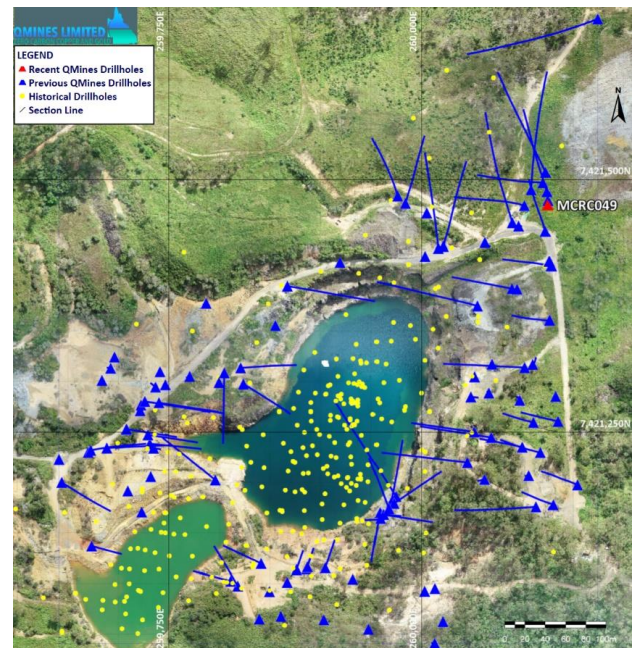 QMINES LIMITED
LEGEND
Recent QMines Drillholes
Previous QMines Drillholes
Historical Drillholes
Section Line
259,750E
260,000E
N
7,421,500N
MCRC049
7,421,250N
259,750E
260,000E
0 20 40 60 80 100m